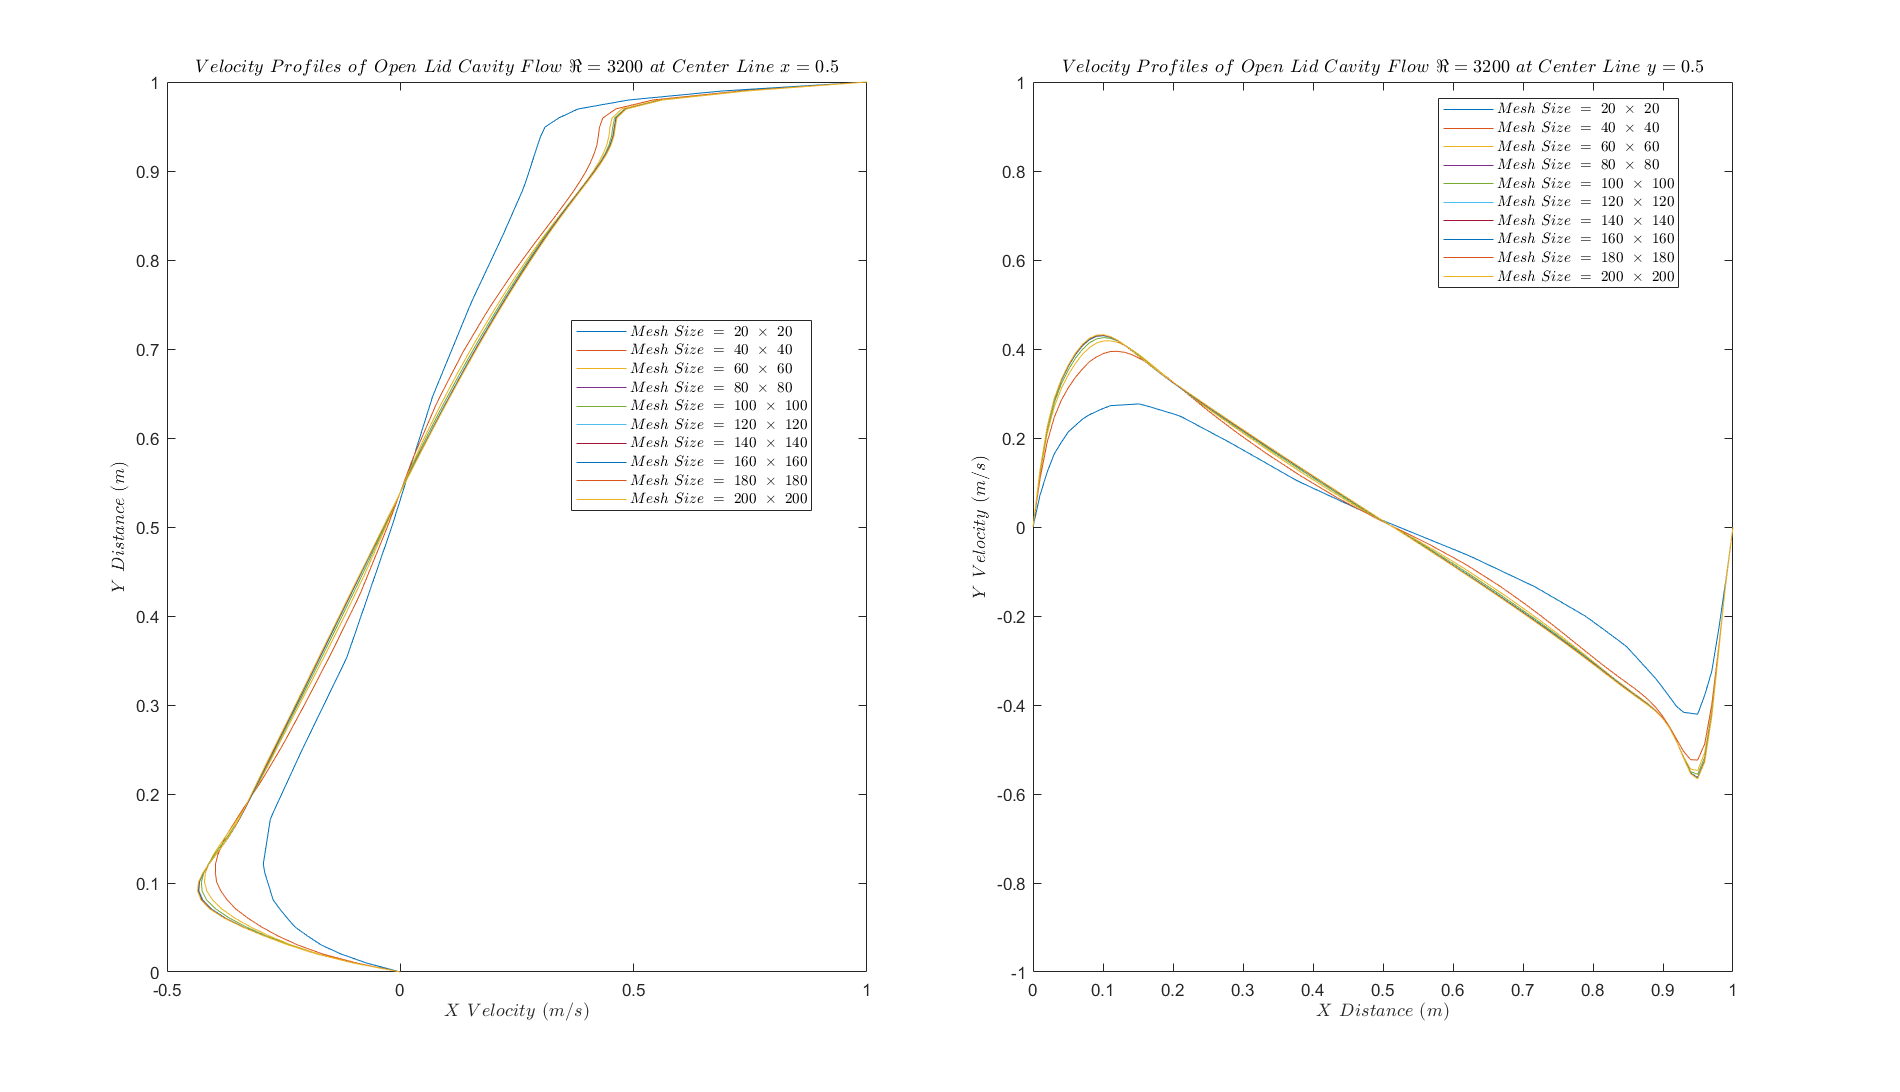 Velocity Profiles of Open Lid Cavity Flow ℜ = 3200 at Center Line x = 0.5
1
0.9
0.8
0.7
0.6
0.5
0.4
0.3
0.2
0.1
0
Y Distance (m)
-0.5
0
0.5
1
X Velocity (m/s)
Mesh Size = 20 × 20
Mesh Size = 40 × 40
Mesh Size = 60 × 60
Mesh Size = 80 × 80
Mesh Size = 100 × 100
Mesh Size = 120 × 120
Mesh Size = 140 × 140
Mesh Size = 160 × 160
Mesh Size = 180 × 180
Mesh Size = 200 × 200
Velocity Profiles of Open Lid Cavity Flow ℜ = 3200 at Center Line y = 0.5
1
0.8
0.6
0.4
0.2
0
-0.2
-0.4
-0.6
-0.8
-1
Y Velocity (m/s)
0
0.1
0.2
0.3
0.4
0.5
0.6
0.7
0.8
0.9
1
X Distance (m)
Mesh Size = 20 × 20
Mesh Size = 40 × 40
Mesh Size = 60 × 60
Mesh Size = 80 × 80
Mesh Size = 100 × 100
Mesh Size = 120 × 120
Mesh Size = 140 × 140
Mesh Size = 160 × 160
Mesh Size = 180 × 180
Mesh Size = 200 × 200